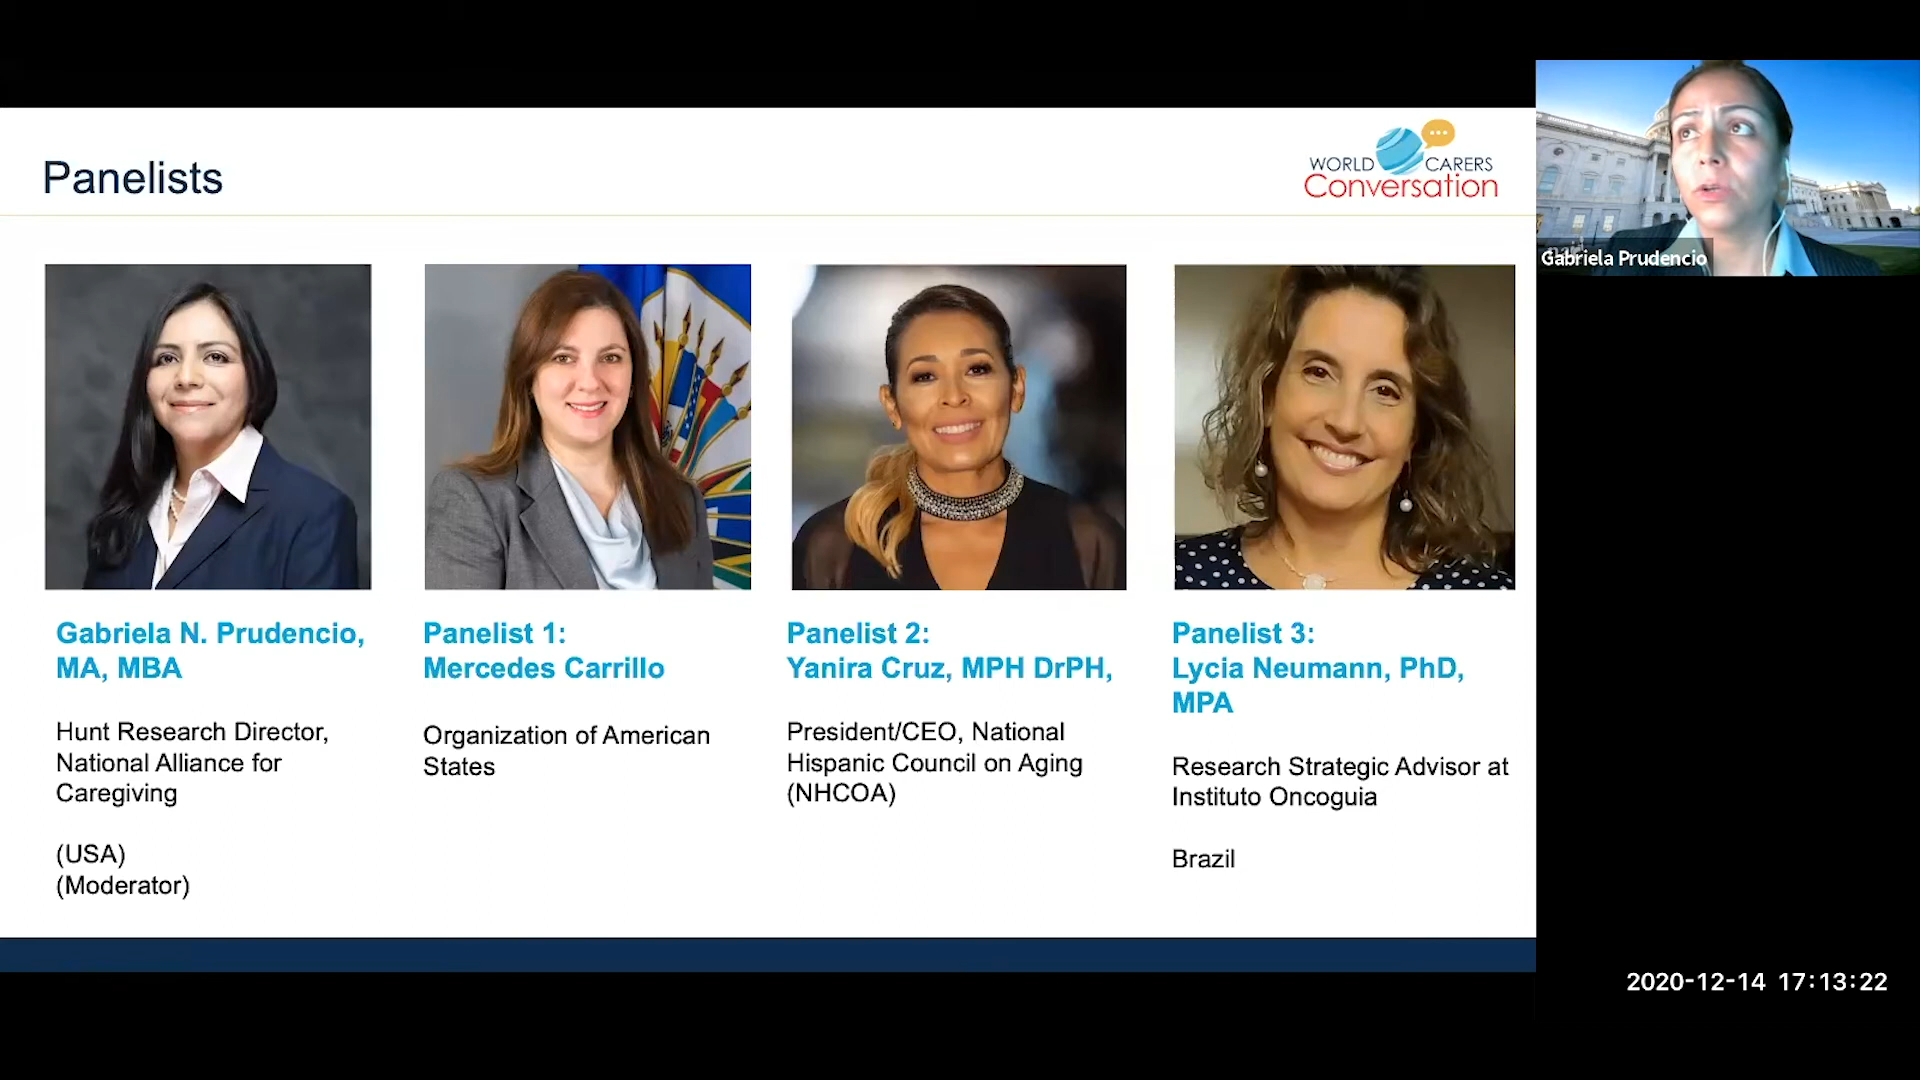 Panelists
WORLD CARERS
Conversation
Gabriela Prudencio
Gabriela N. Prudencio,
MA, MBA
Hunt Research Director,
National Alliance for
Caregiving
(USA)
(Moderator)
Panelist 1:
Mercedes Carrillo
Organization of American
States
Panelist 2:
Yanira Cruz, MPH DrPH,
President/CEO, National
Hispanic Council on Aging
(NHCOA)
Panelist 3:
Lycia Neumann, PhD,
MPA
Research Strategic Advisor at
Instituto Oncoguia
Brazil
2020-12-14 17:13:22